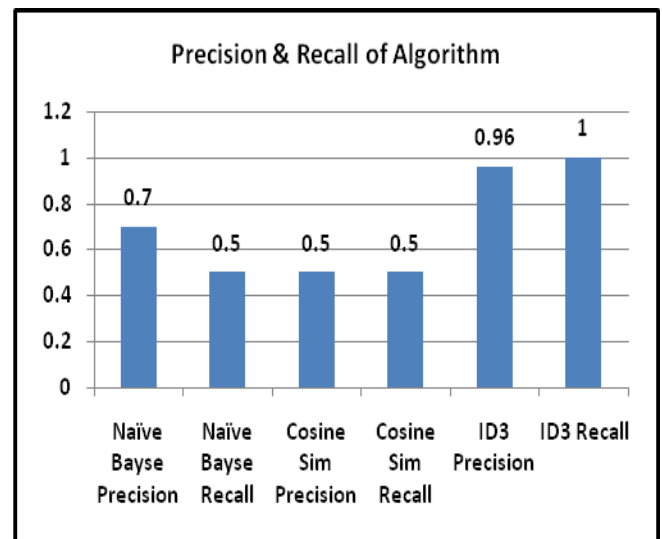 Precision & Recall of Algorithm
1.2
1
0.8
0.6
0.4
0.2
0
0.7
0.5
0.5
0.5
0.96
1
Naïve
Bayse
Precision
Naïve
Bayse
Recall
Cosine
Sim
Precision
Cosine
Sim
Recall
ID3
Precision
ID3 Recall